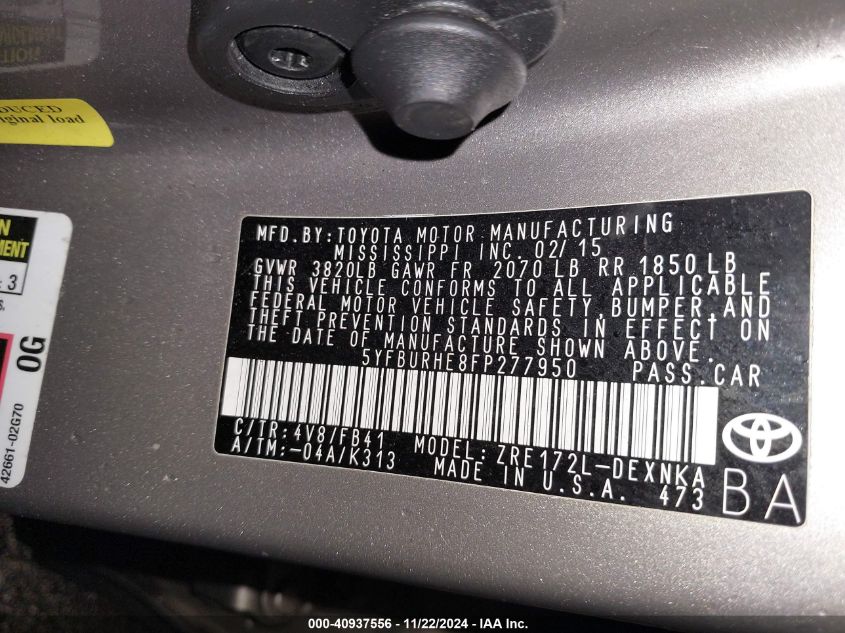 DUCED
ginal load
N
MENT
3
s.
OG
42661-02G70
MFD.BY:TOYOTA MOTOR MANUFACTURING
MISSISSIPPI INC. 02/15
GVWR 3820LB GAWR FR 2070 LB RR 1850 LB
THIS VEHICLE CONFORMS TO ALL APPLICABLE
FEDERAL MOTOR VEHICLE SAFETY,BUMPER,AND
THEFT PREVENTION STANDARDS IN EFFECT ON
THE DATE OF MANUFACTURE SHOWN ABOVE.
5YFBURHE8FP277950 PASS.CAR
C/TR:4V8/FB41 MODEL:ZRE172L-DEXNKA
A/TM:-04A/K313 MADE IN U.S.A. 473
BA
000-40937556 - 11/22/2024 - IAA Inc.